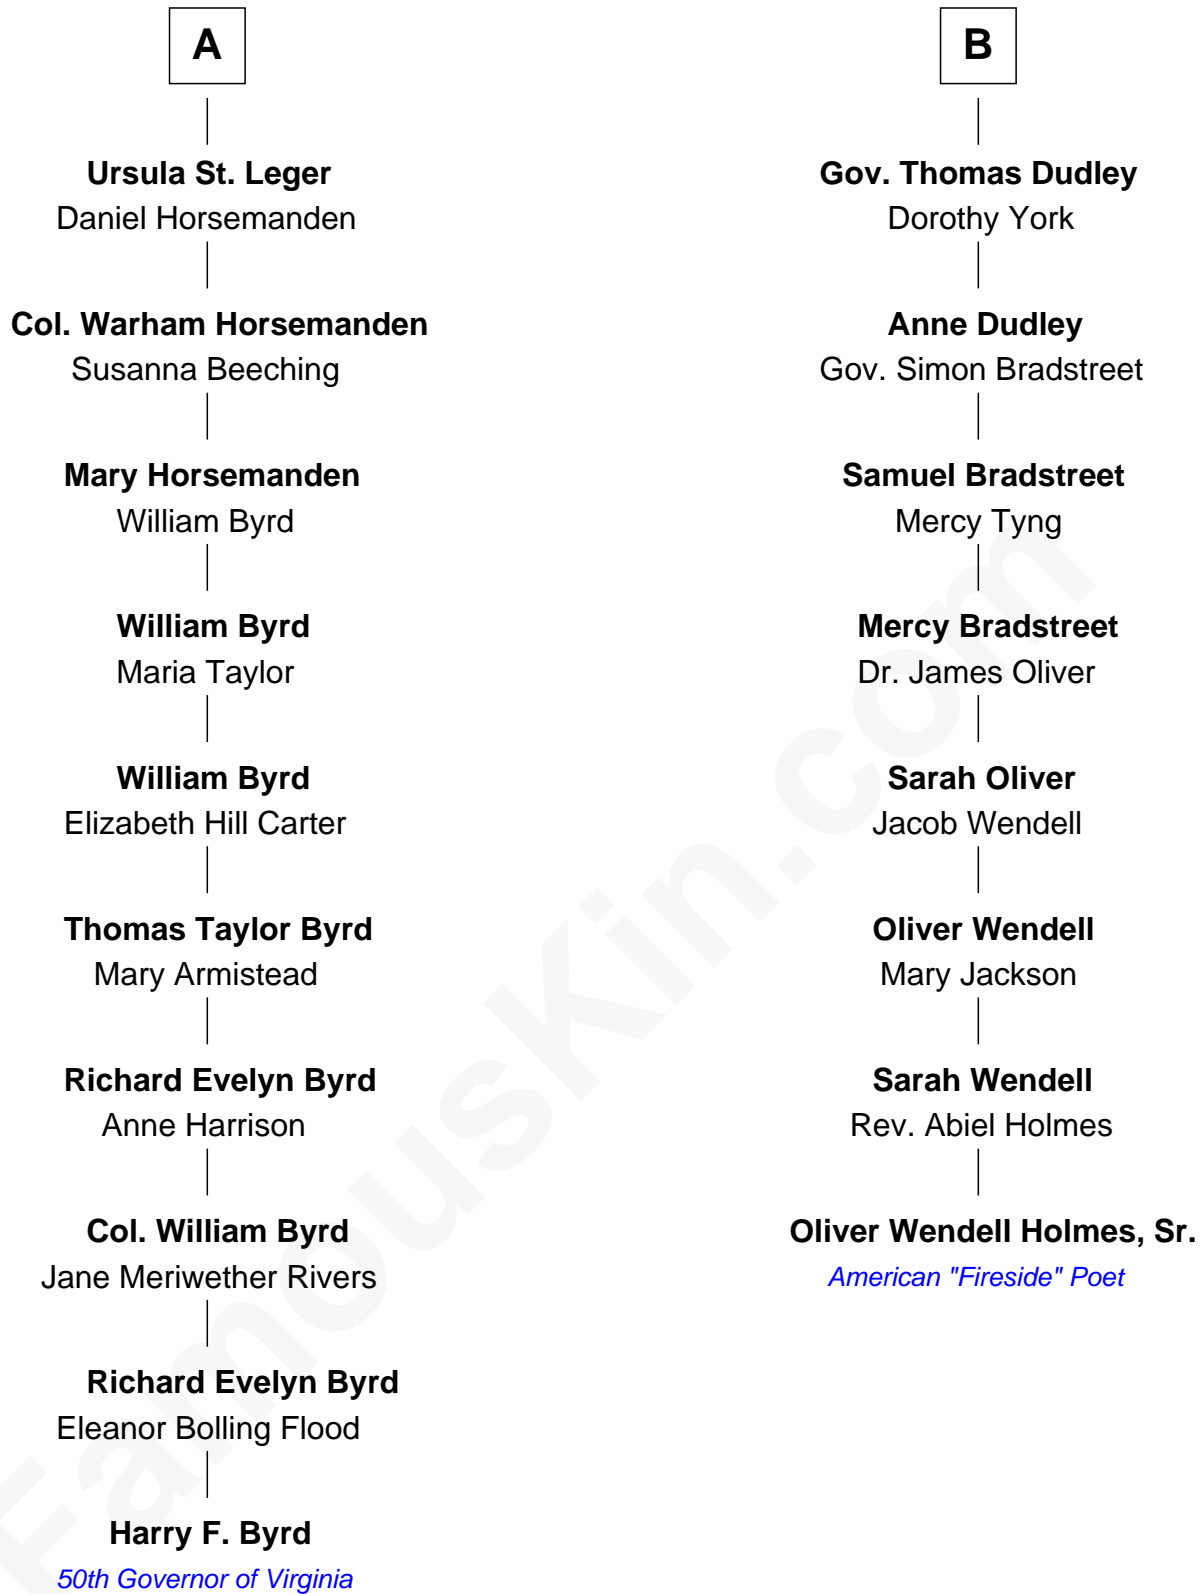 A
Ursula St. Leger
Daniel Horsemanden
Col. Warham Horsemanden
Susanna Beeching
Mary Horsemanden
William Byrd
William Byrd
Maria Taylor
William Byrd
Elizabeth Hill Carter
Thomas Taylor Byrd
Mary Armistead
Richard Evelyn Byrd
Anne Harrison
Col. William Byrd
Jane Meriwether Rivers
Richard Evelyn Byrd
Eleanor Bolling Flood
Harry F. Byrd
50th Governor of Virginia
B
Gov. Thomas Dudley
Dorothy York
Anne Dudley
Gov. Simon Bradstreet
Samuel Bradstreet
Mercy Tyng
Mercy Bradstreet
Dr. James Oliver
Sarah Oliver
Jacob Wendell
Oliver Wendell
Mary Jackson
Sarah Wendell
Rev. Abiel Holmes
Oliver Wendell Holmes, Sr.
American "Fireside" Poet
FamousKin.com